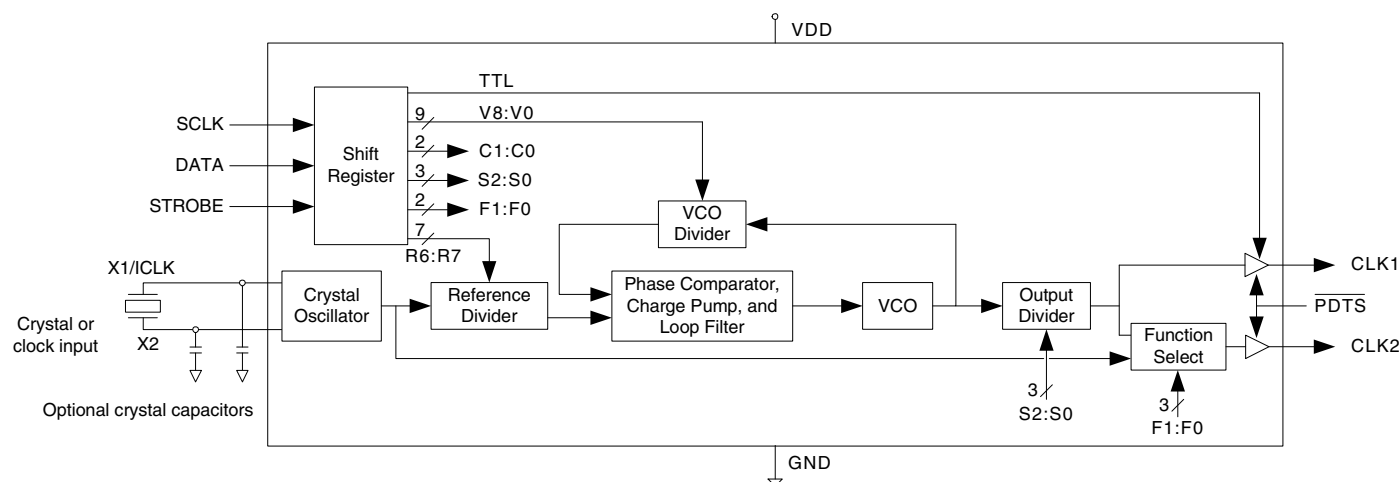 VDD
TTL
9
V8:V0
SCLK
2
C1:C0
DATA
Shift
Register
3
S2:S0
STROBE
2
F1:F0
VCO
Divider
7
R6:R7
X1/ICLK
CLK1
Crystal
Oscillator
Reference
Divider
Phase Comparator,
Charge Pump, and
Loop Filter
VCO
Output
Divider
PDTS
Crystal or
clock input
X2
Function
Select
CLK2
3
S2:S0
3
F1:F0
Optional crystal capacitors
GND